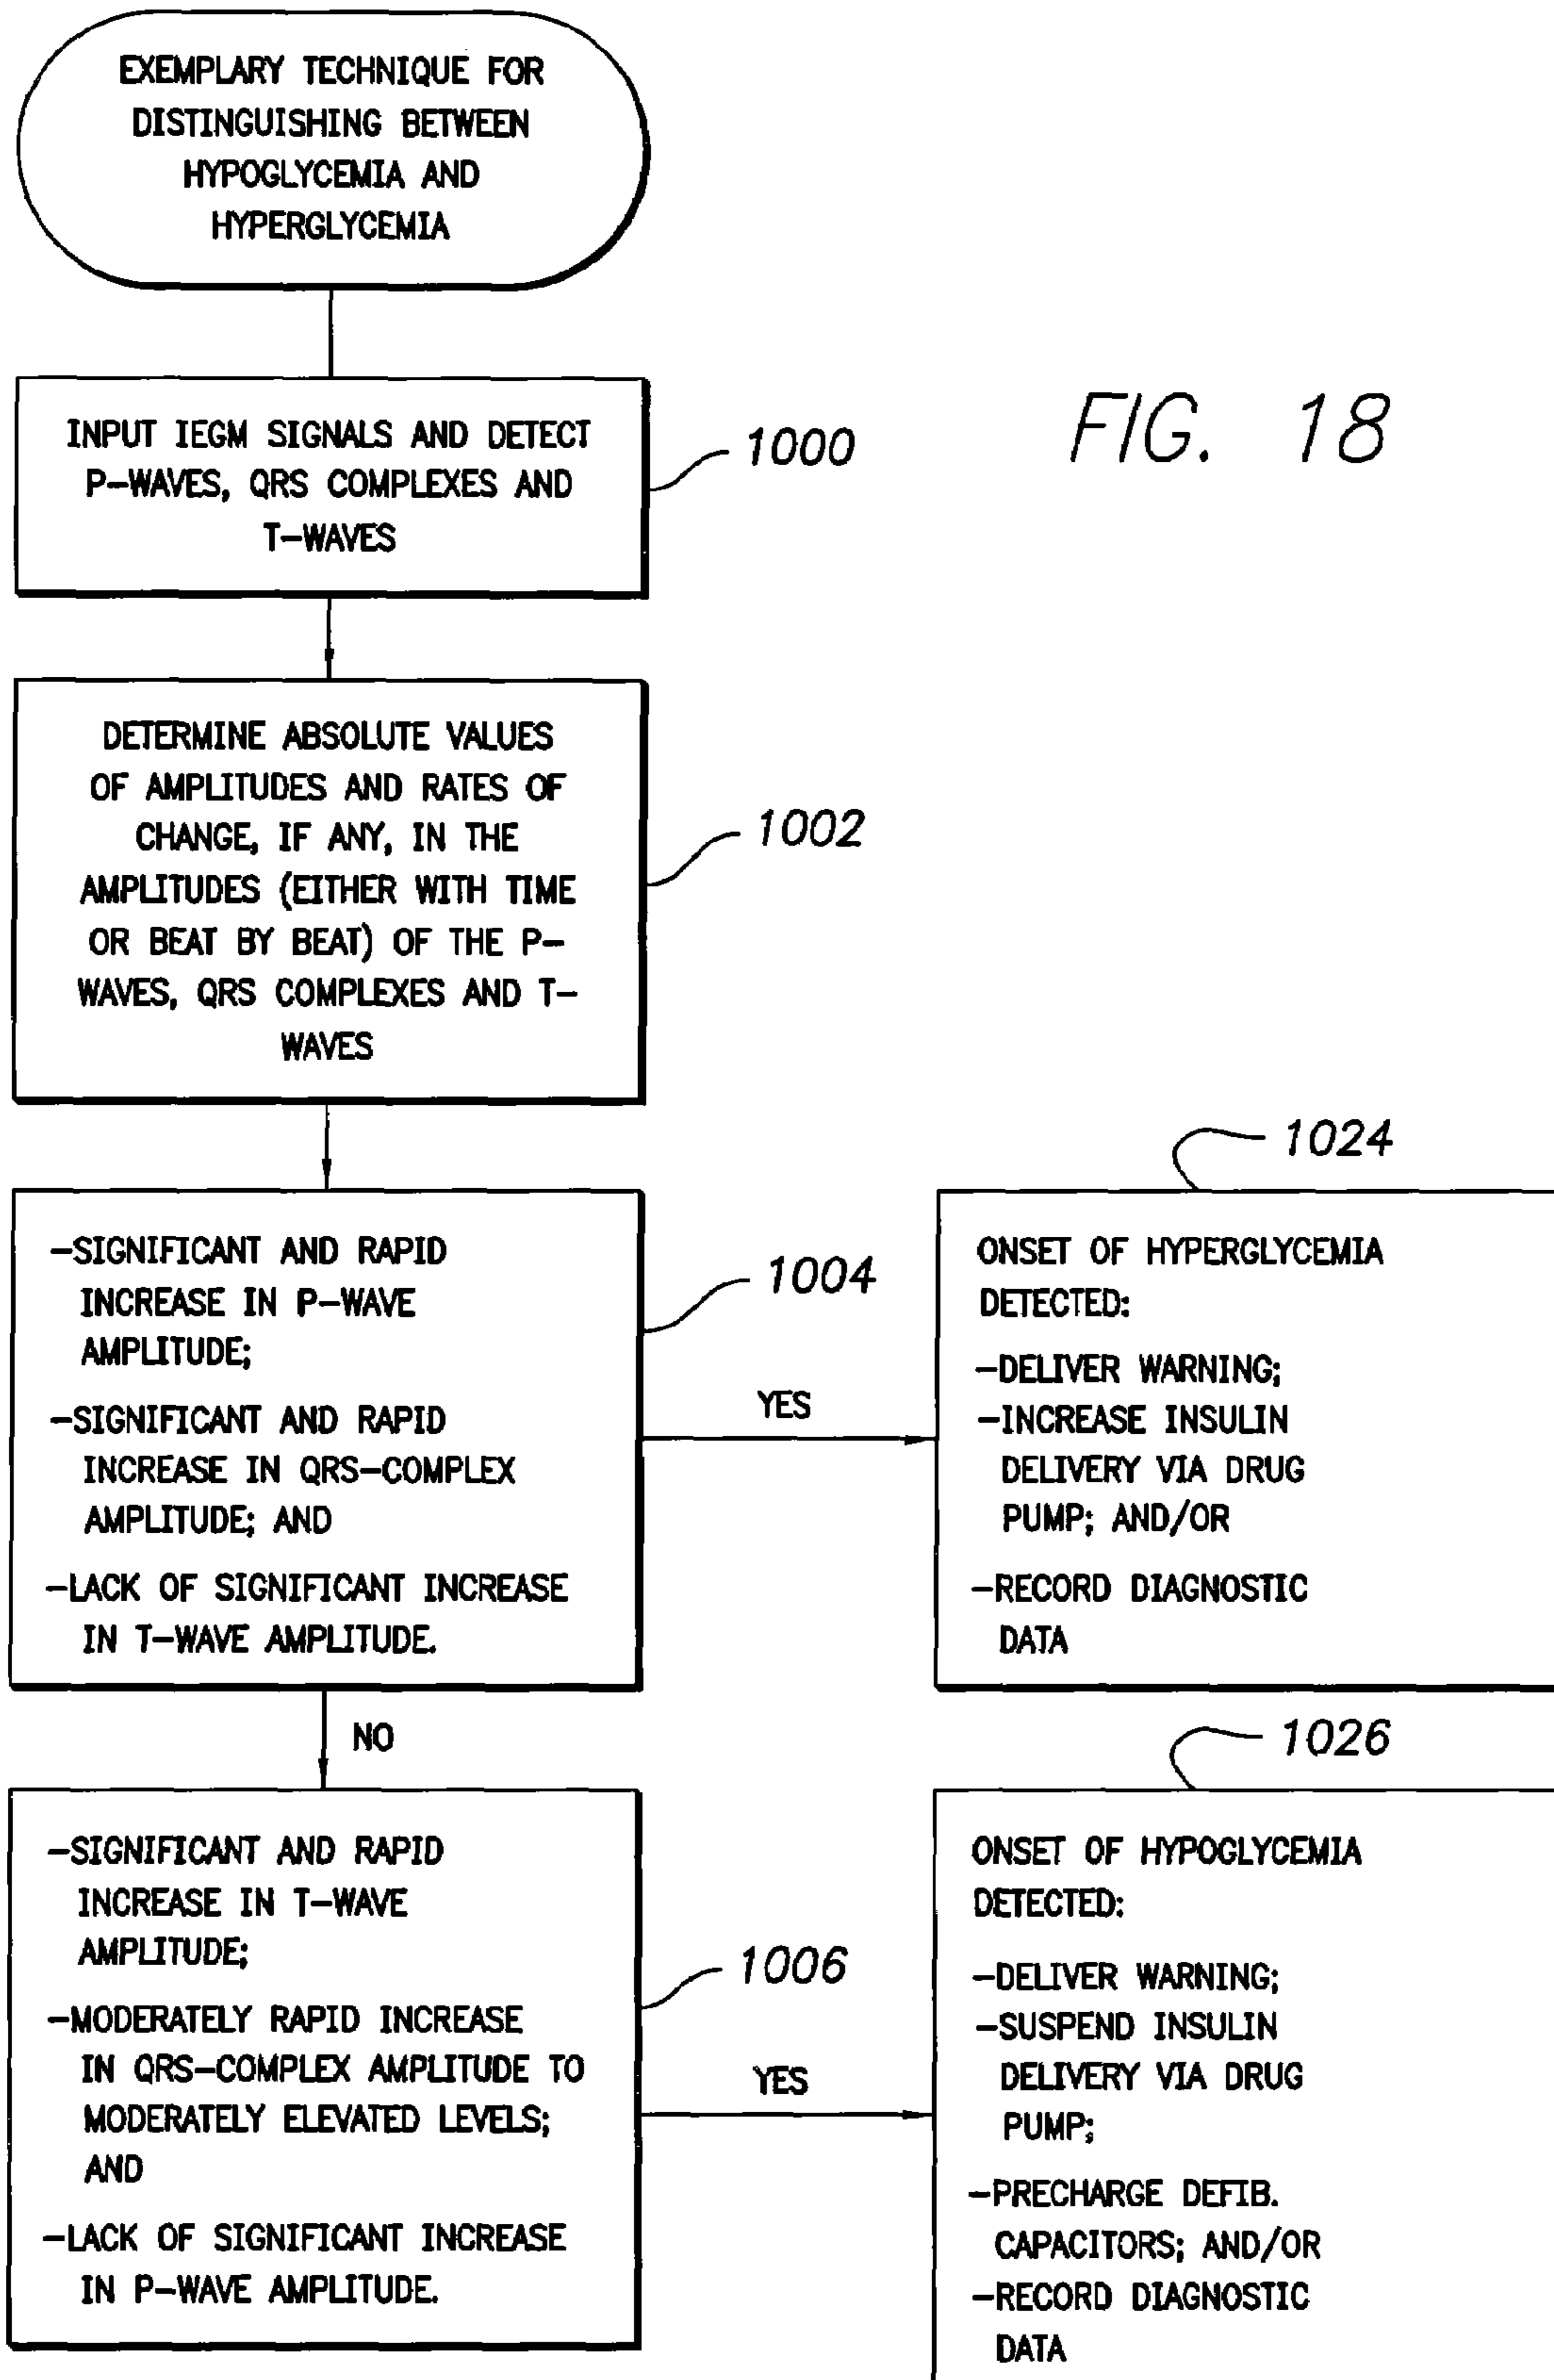 EXEMPLARY TECHNIQUE FOR
DISTINGUISHING BETWEEN
HYPOGLYCEMIA AND
HYPERGLYCEMIA
FIG. 18
INPUT IEGM SIGNALS AND DETECT
P-WAVES, QRS COMPLEXES AND
T-WAVES
1000
DETERMINE ABSOLUTE VALUES
OF AMPLITUDES AND RATES OF
CHANGE, IF ANY, IN THE
AMPLITUDES (EITHER WITH TIME
OR BEAT BY BEAT) OF THE P-
WAVES, QRS COMPLEXES AND T-
WAVES
1002
-SIGNIFICANT AND RAPID
INCREASE IN P-WAVE
AMPLITUDE;
-SIGNIFICANT AND RAPID
INCREASE IN QRS-COMPLEX
AMPLITUDE; AND
-LACK OF SIGNIFICANT INCREASE
IN T-WAVE AMPLITUDE.
1004
YES
1024
ONSET OF HYPERGLYCEMIA
DETECTED:
-DELIVER WARNING;
-INCREASE INSULIN
DELIVERY VIA DRUG
PUMP; AND/OR
-RECORD DIAGNOSTIC
DATA
NO
-SIGNIFICANT AND RAPID
INCREASE IN T-WAVE
AMPLITUDE;
-MODERATELY RAPID INCREASE
IN QRS-COMPLEX AMPLITUDE TO
MODERATELY ELEVATED LEVELS;
AND
-LACK OF SIGNIFICANT INCREASE
IN P-WAVE AMPLITUDE.
1006
YES
1026
ONSET OF HYPOGLYCEMIA
DETECTED:
-DELIVER WARNING;
-SUSPEND INSULIN
DELIVERY VIA DRUG
PUMP;
-PRECHARGE DEFIB.
CAPACITORS; AND/OR
-RECORD DIAGNOSTIC
DATA